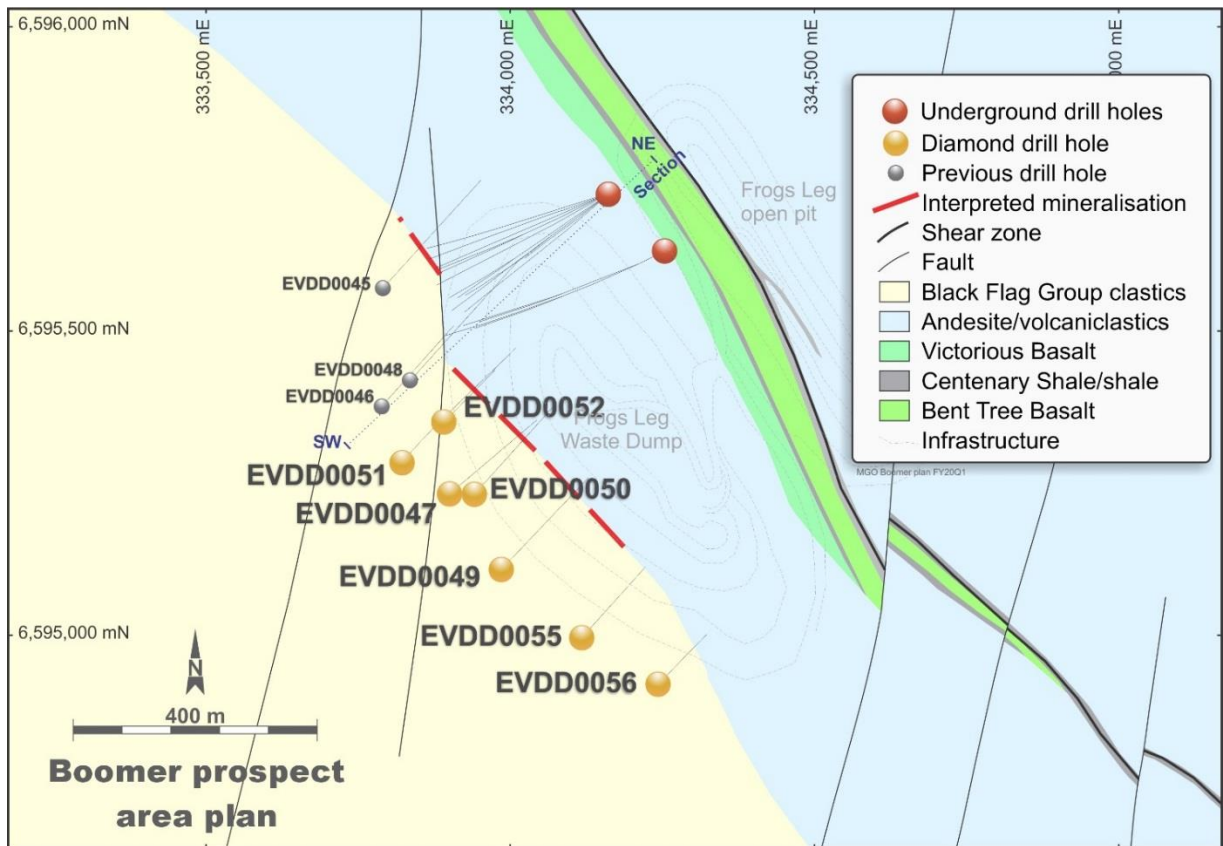 6,596,000 mN
333,500 mE
334,000 mE
334,500 mE
NE
Section
Frogs Leg
open pit
Underground drill holes
Diamond drill hole
Previous drill hole
Interpreted mineralisation
Shear zone
Fault
Black Flag Group clastics
Andesite/volcaniclastics
Victorious Basalt
Centenary Shale/shale
Bent Tree Basalt
Infrastructure
MGO Boomer plan FY20Q1
EVDD0045
6,595,500 mN
EVDD0048
EVDD0046
EVDD0052
Frogs Leg
Waste Dump
SW
EVDD0051
EVDD0050
EVDD0047
EVDD0049
6,595,000 mN
EVDD0055
EVDD0056
N
400 m
Boomer prospect
area plan